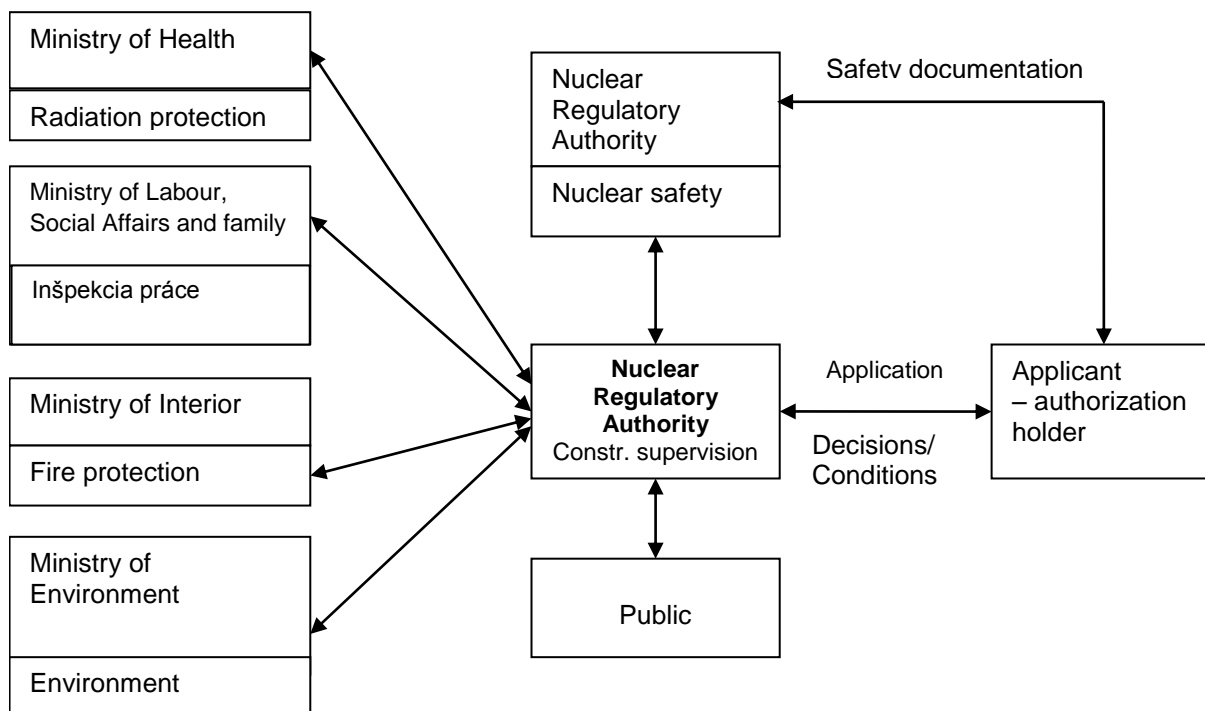 Ministry of Health
Radiation protection
Ministry of Labour,
Social Affairs and family
Inšpekcia práce
Ministry of Interior
Fire protection
Ministry of
Environment
Environment
Nuclear
Regulatory
Authority
Nuclear safety
Nuclear
Regulatory
Authority
Constr. supervision
Public
Safety documentation
Application
Decisions/
Conditions
Applicant
– authorization
holder